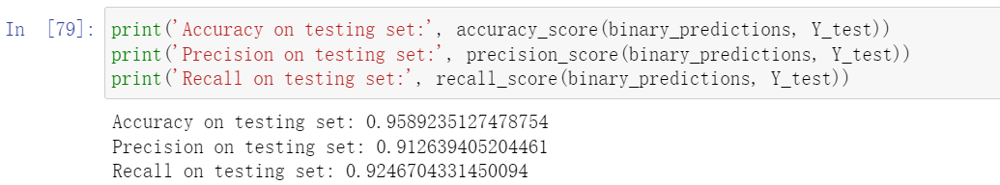 In [79]: print('Accuracy on testing set:', accuracy_score(binary_predictions, Y_test))
print('Precision on testing set:', precision_score(binary_predictions, Y_test))
print('Recall on testing set:', recall_score(binary_predictions, Y_test))
Accuracy on testing set: 0.9589235127478754
Precision on testing set: 0.912639405204461
Recall on testing set: 0.9246704331450094